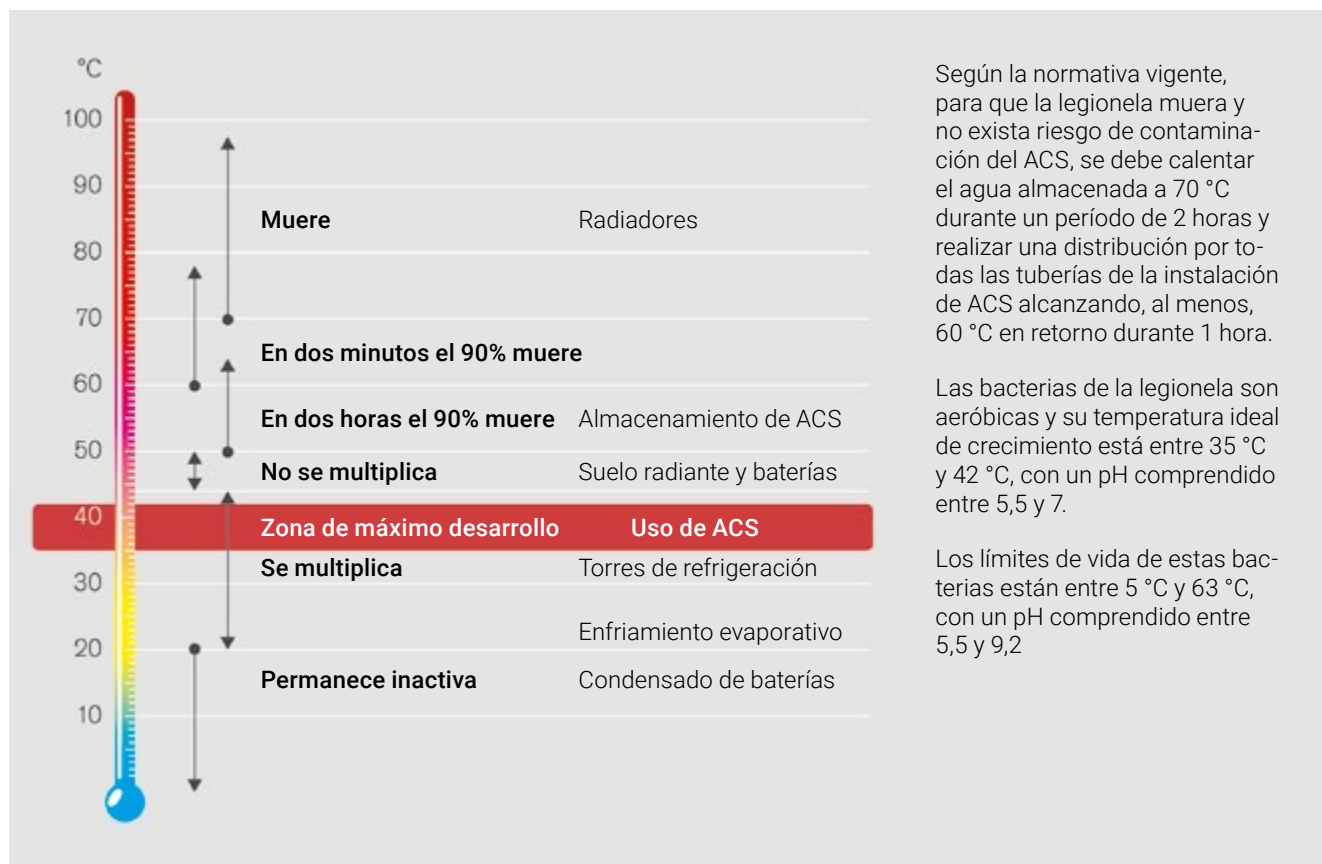 °C
100
90
80
70
60
50
40
30
20
10
Muere Radiadores
En dos minutos el 90% muere
En dos horas el 90% muere Almacenamiento de ACS
No se multiplica Suelo radiante y baterías
Zona de máximo desarrollo Uso de ACS
Se multiplica Torres de refrigeración
Enfriamiento evaporativo
Permanece inactiva Condensado de baterías
Según la normativa vigente,
para que la legionela muera y
no exista riesgo de contamina-
ción del ACS, se debe calentar
el agua almacenada a 70 °C
durante un período de 2 horas y
realizar una distribución por to-
das las tuberías de la instalación
de ACS alcanzando, al menos,
60 °C en retorno durante 1 hora.
Las bacterias de la legionela son
aeróbicas y su temperatura ideal
de crecimiento está entre 35 °C
y 42 °C, con un pH comprendido
entre 5,5 y 7.
Los límites de vida de estas bac-
terias están entre 5 °C y 63 °C,
con un pH comprendido entre
5,5 y 9,2